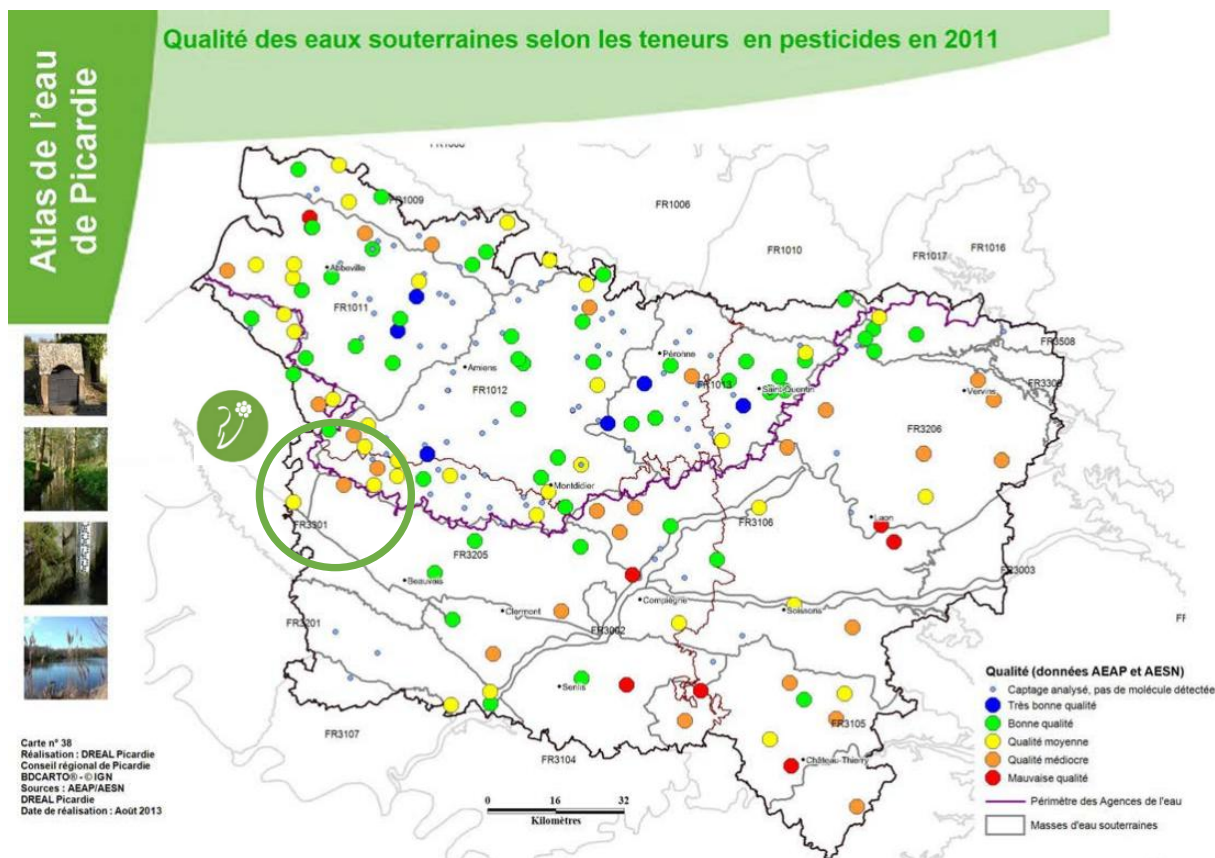 Qualité des eaux souterraines selon les teneurs en pesticides en 2011
Atlas de l'eau
de Picardie
FR1009
FR1006
FR1010
FR1016
FR1017
Abbeville
FR1011
FR3508
Péronne
Amiens
FR1012
FR1013
Saint-Quentin
Vervins
FR3206
Montdidier
FR3301
FR3106
Laon
FR3205
Beauvais
FR3003
Compiègne
Clermont
Soissons
FR3201
FR3002
Senlis
FR3105
FR3107
FR3104
Château-Thierry
Qualité (données AEAP et AESN)
Captage analysé, pas de molécule détectée
Très bonne qualité
Bonne qualité
Qualité moyenne
Qualité médiocre
Mauvaise qualité
Périmètre des Agences de l'eau
Masses d'eau souterraines
Carte n° 38
Réalisation : DREAL Picardie
Conseil régional de Picardie
BDCARTO® - © IGN
Sources : AEAP/AESN
DREAL Picardie
Date de réalisation : Août 2013
0 16 32
Kilomètres